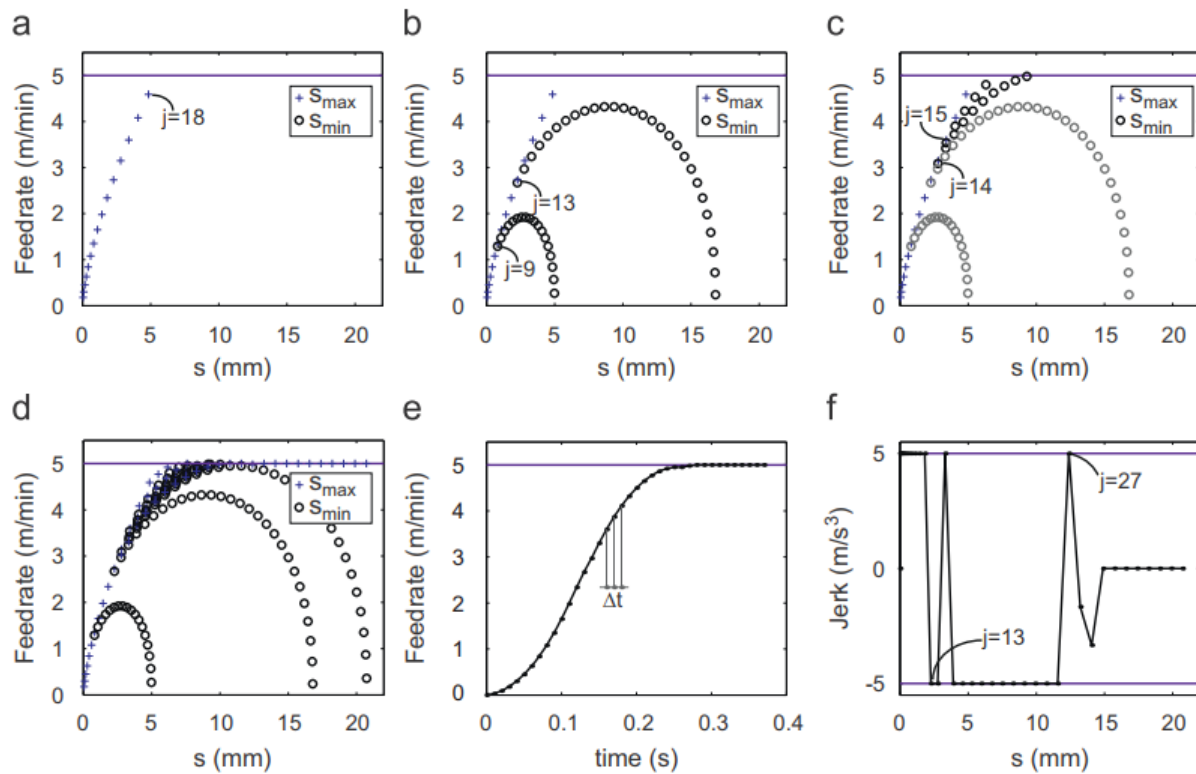 a
Feedrate (m/min)
5
4
3
2
1
0
0 5 10 15 20
s (mm)
Smax
Smin
j=18
b
Feedrate (m/min)
5
4
3
2
1
0
0 5 10 15 20
s (mm)
Smax
Smin
j=13
j=9
c
Feedrate (m/min)
5
4
3
2
1
0
0 5 10 15 20
s (mm)
Smax
Smin
j=15
j=14
d
Feedrate (m/min)
5
4
3
2
1
0
0 5 10 15 20
s (mm)
Smax
Smin
e
Feedrate (m/min)
5
4
3
2
1
0
0 0.1 0.2 0.3 0.4
time (s)
Δt
f
Jerk (m/s³)
5
0
-5
0 5 10 15 20
s (mm)
j=27
j=13